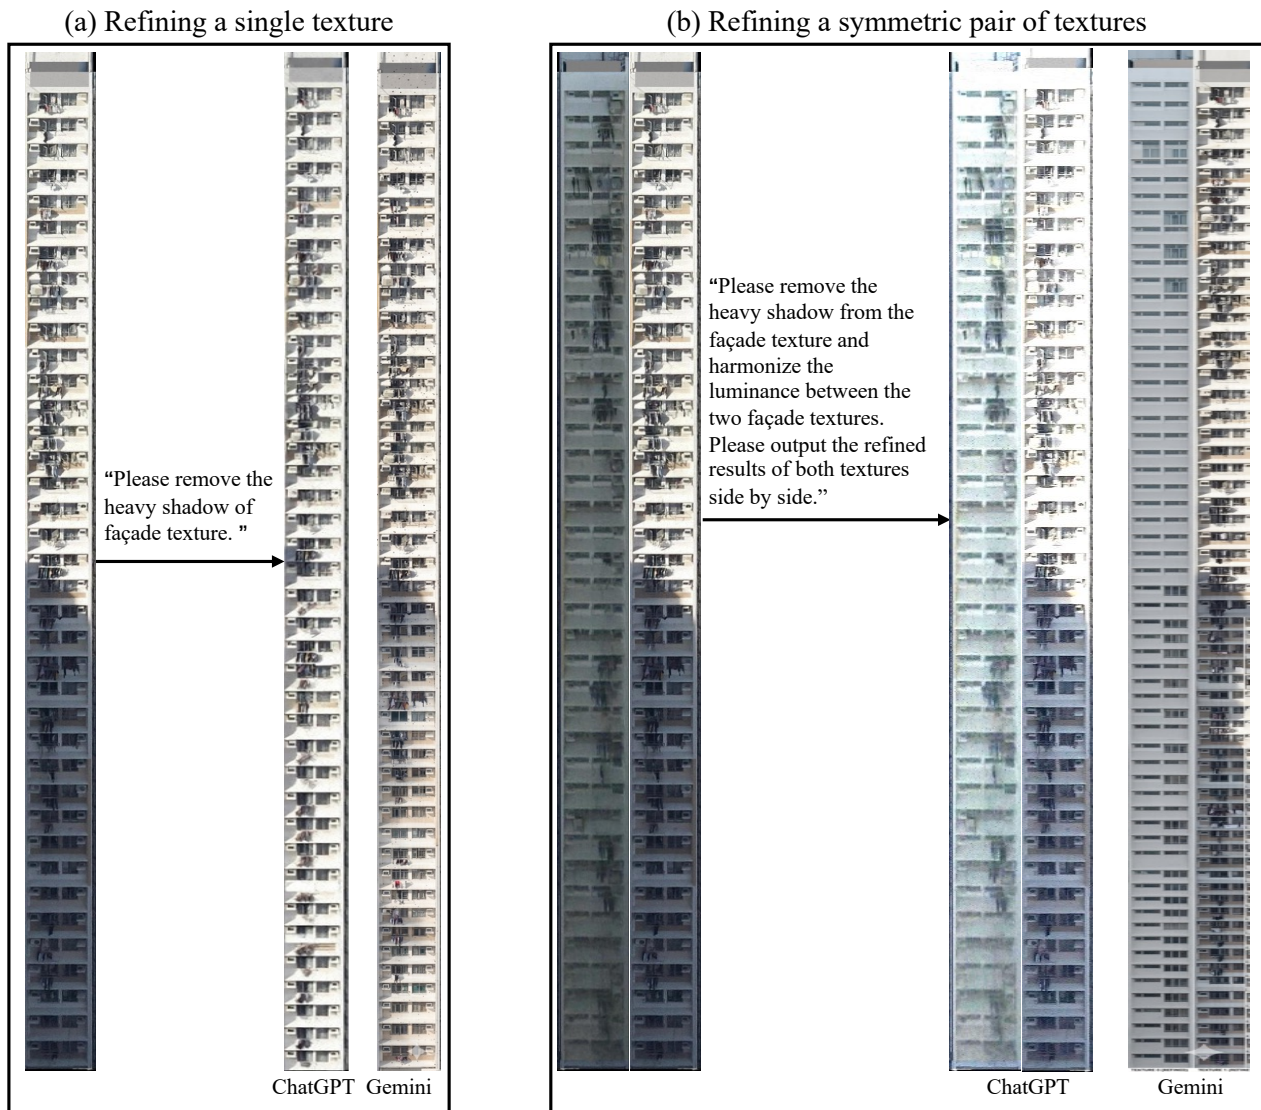 (a) Refining a single texture
(b) Refining a symmetric pair of textures
“Please remove the
heavy shadow of
façade texture. ”
“Please remove the
heavy shadow from the
façade texture and
harmonize the
luminance between the
two façade textures.
Please output the refined
results of both textures
side by side.”
ChatGPT
Gemini
ChatGPT
Gemini